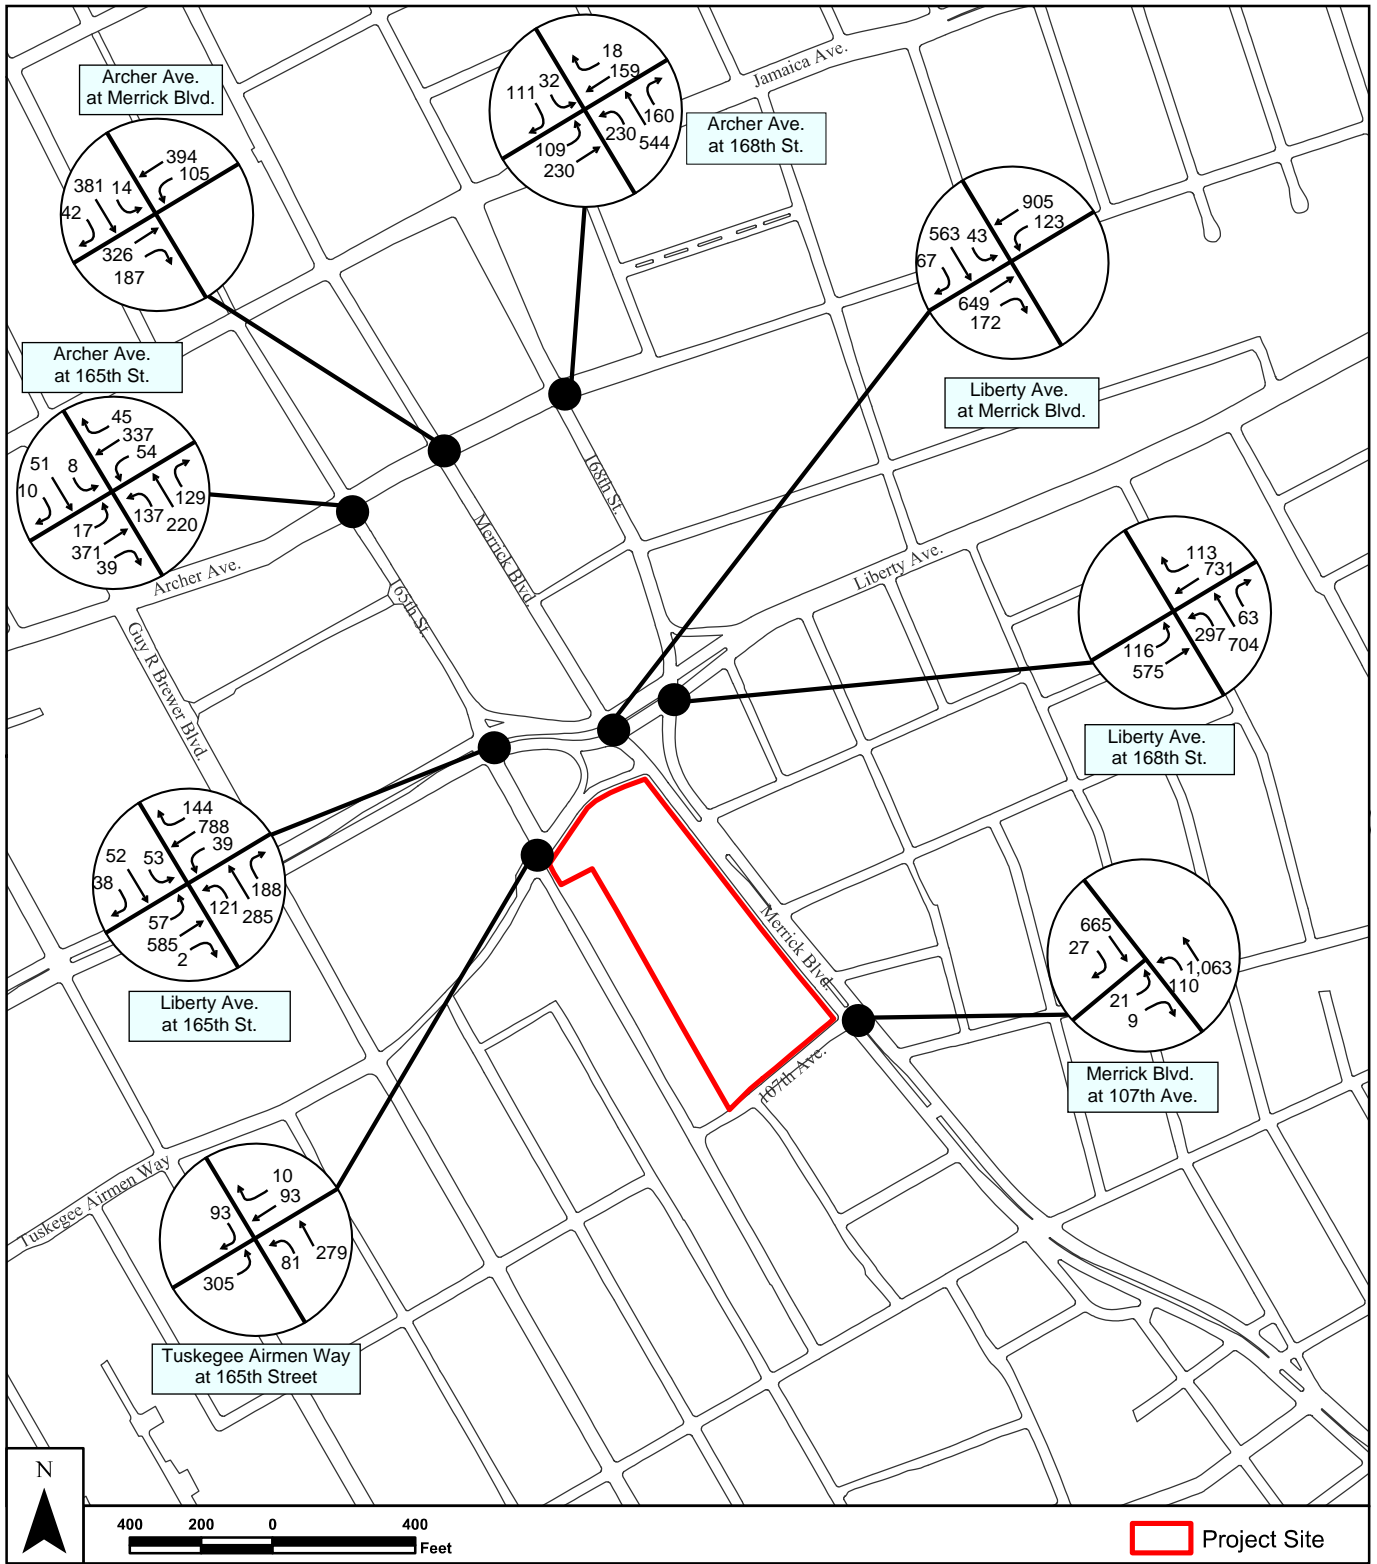 Jamaica Ave.
Archer Ave.
at Merrick Blvd.
394
105
381
14
42
326
187
18
159
111
32
160
230
544
109
230
Archer Ave.
at 168th St.
905
123
563
43
67
649
172
Liberty Ave.
at Merrick Blvd.
Archer Ave.
at 165th St.
45
337
54
51
8
10
129
137
220
17
371
39
168th St.
Merrick Blvd.
Archer Ave.
65th St.
Guy R Brewer Blvd.
Liberty Ave.
113
731
63
297
704
116
575
Liberty Ave.
at 168th St.
144
788
39
52
53
38
188
121
285
57
585
2
Liberty Ave.
at 165th St.
Merrick Blvd.
107th Ave.
665
27
1,063
110
21
9
Merrick Blvd.
at 107th Ave.
Tuskegee Airmen Way
10
93
93
279
81
305
Tuskegee Airmen Way
at 165th Street
N
400 200 0 400
Feet
Project Site